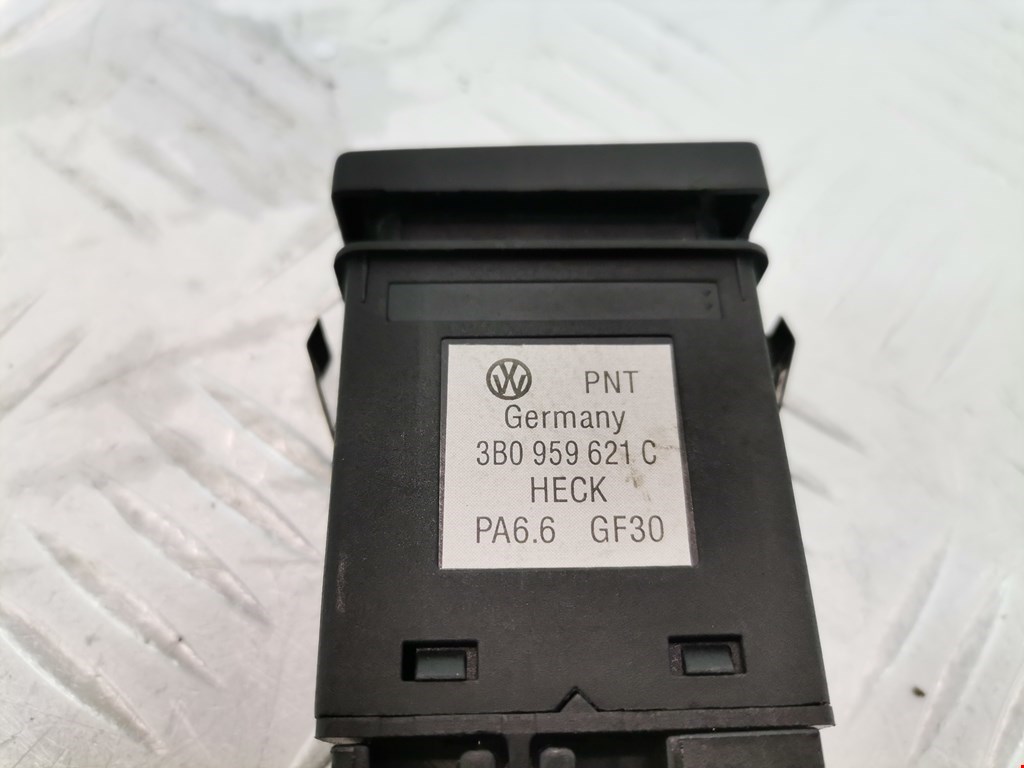 PNT
Germany
3B0 959 621 C
HECK
PA6.6 GF30